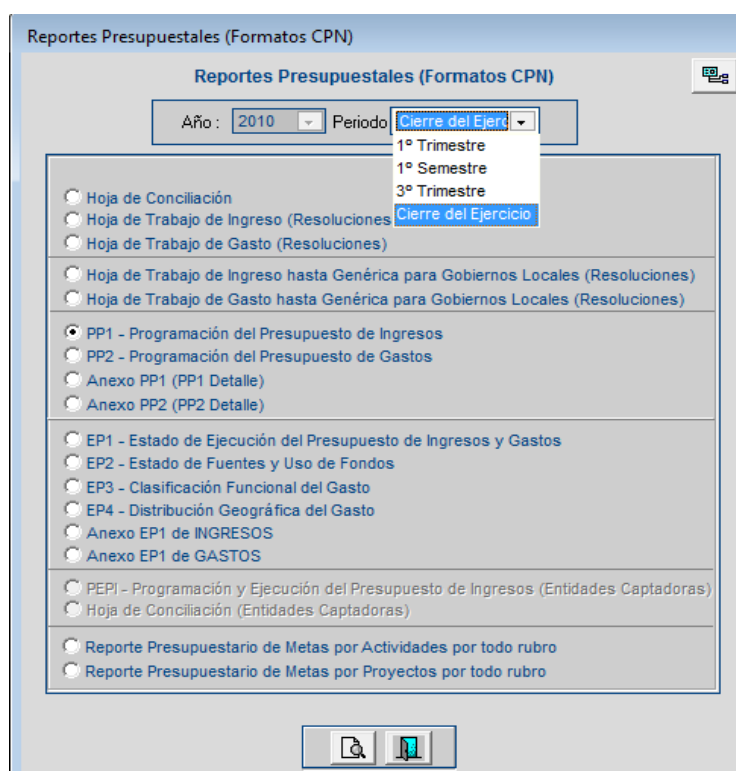 Reportes Presupuestales (Formatos CPN)
Reportes Presupuestales (Formatos CPN)
Año : 2010 Periodo Cierre del Ejerc
1º Trimestre
1º Semestre
3º Trimestre
Cierre del Ejercicio
Hoja de Conciliación
Hoja de Trabajo de Ingreso (Resoluciones
Hoja de Trabajo de Gasto (Resoluciones)
Hoja de Trabajo de Ingreso hasta Genérica para Gobiernos Locales (Resoluciones)
Hoja de Trabajo de Gasto hasta Genérica para Gobiernos Locales (Resoluciones)
PP1 - Programación del Presupuesto de Ingresos
PP2 - Programación del Presupuesto de Gastos
Anexo PP1 (PP1 Detalle)
Anexo PP2 (PP2 Detalle)
EP1 - Estado de Ejecución del Presupuesto de Ingresos y Gastos
EP2 - Estado de Fuentes y Uso de Fondos
EP3 - Clasificación Funcional del Gasto
EP4 - Distribución Geográfica del Gasto
Anexo EP1 de INGRESOS
Anexo EP1 de GASTOS
PEPI - Programación y Ejecución del Presupuesto de Ingresos (Entidades Captadoras)
Hoja de Conciliación (Entidades Captadoras)
Reporte Presupuestario de Metas por Actividades por todo rubro
Reporte Presupuestario de Metas por Proyectos por todo rubro